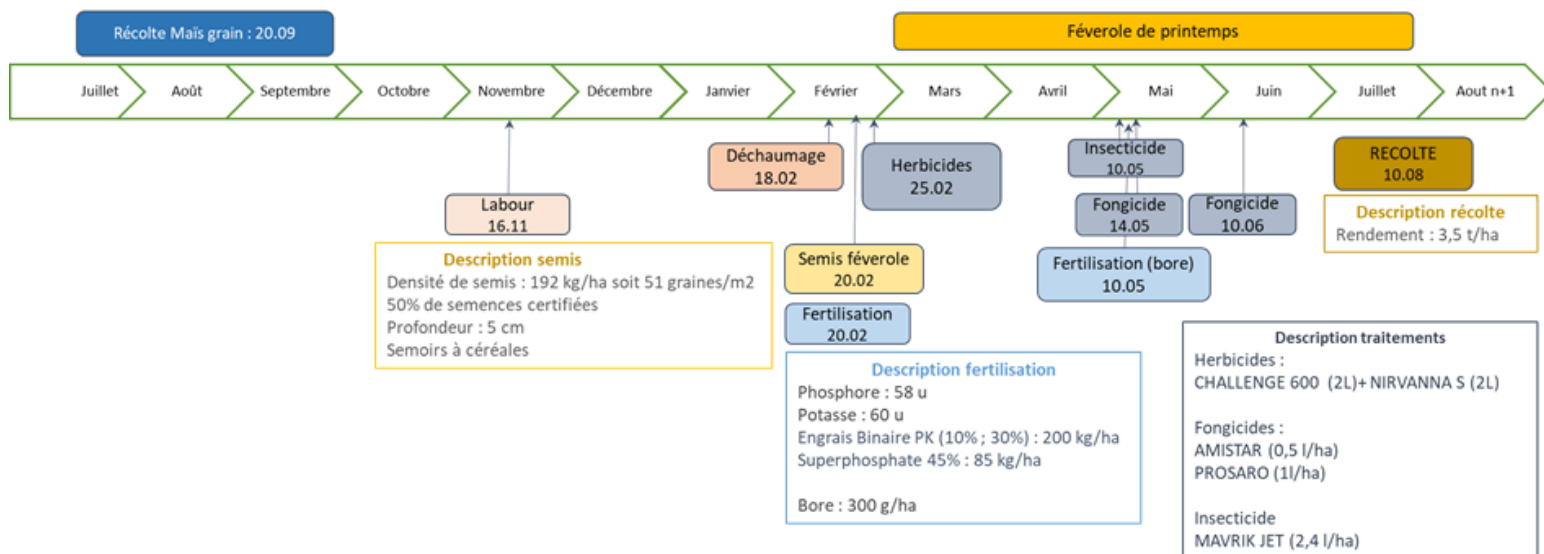 Récolte Maïs grain : 20.09
Féverole de printemps
Juillet
Août
Septembre
Octobre
Novembre
Décembre
Janvier
Février
Mars
Avril
Mai
Juin
Juillet
Aout n+1
Labour
16.11
Déchaumage
18.02
Herbicides
25.02
Insecticide
10.05
Fongicide
14.05
Fongicide
10.06
RECOLTE
10.08
Description récolte
Rendement : 3,5 t/ha
Description semis
Densité de semis : 192 kg/ha soit 51 graines/m2
50% de semences certifiées
Profondeur : 5 cm
Semoirs à céréales
Semis féverole
20.02
Fertilisation
20.02
Fertilisation (bore)
10.05
Description fertilisation
Phosphore : 58 u
Potasse : 60 u
Engrais Binaire PK (10% ; 30%) : 200 kg/ha
Superphosphate 45% : 85 kg/ha
Bore : 300 g/ha
Description traitements
Herbicides :
CHALLENGE 600 (2L)+ NIRVANNA S (2L)
Fongicides :
AMISTAR (0,5 l/ha)
PROSARO (1l/ha)
Insecticide
MAVRIK JET (2,4 l/ha)